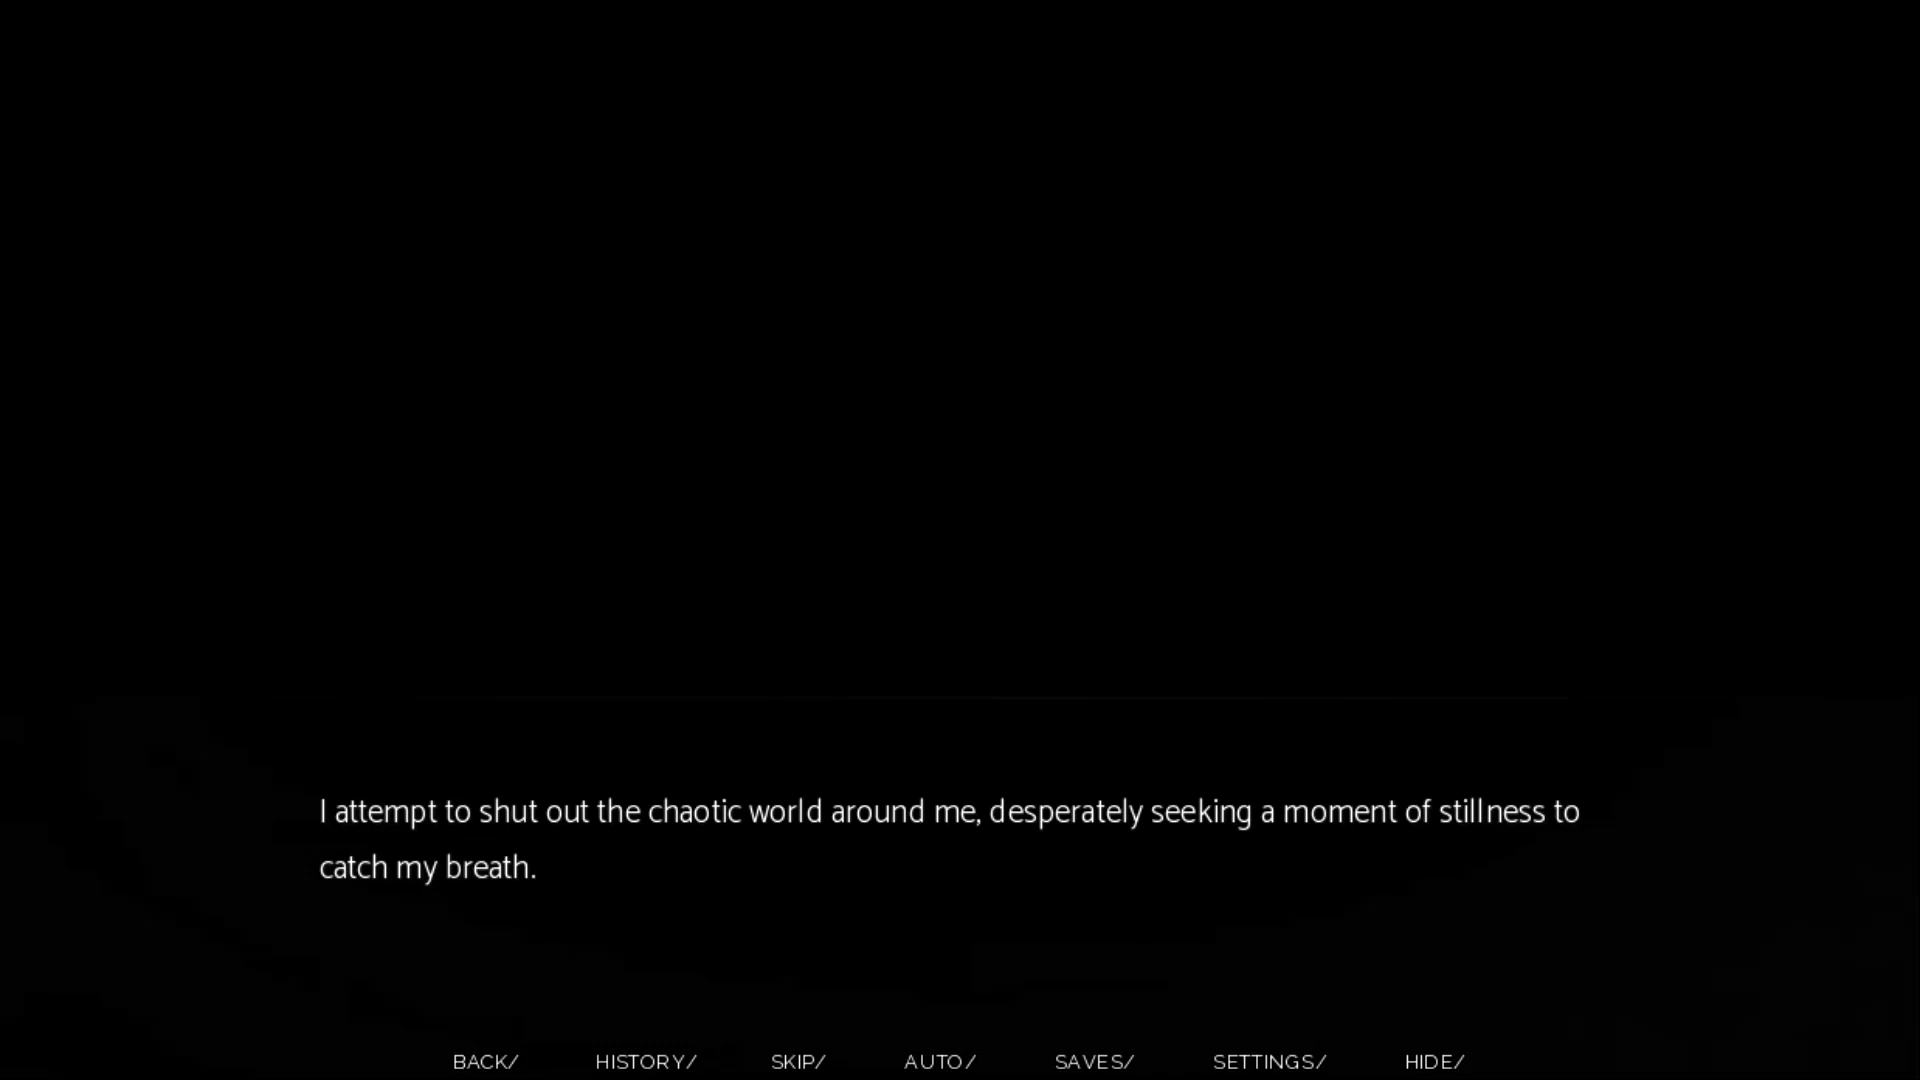 I attempt to shut out the chaotic world around me, desperately seeking a moment of stillness to
catch my breath.
BACK/ HISTORY/ SKIP/ AUTO/ SAVES/ SETTINGS/ HIDE/